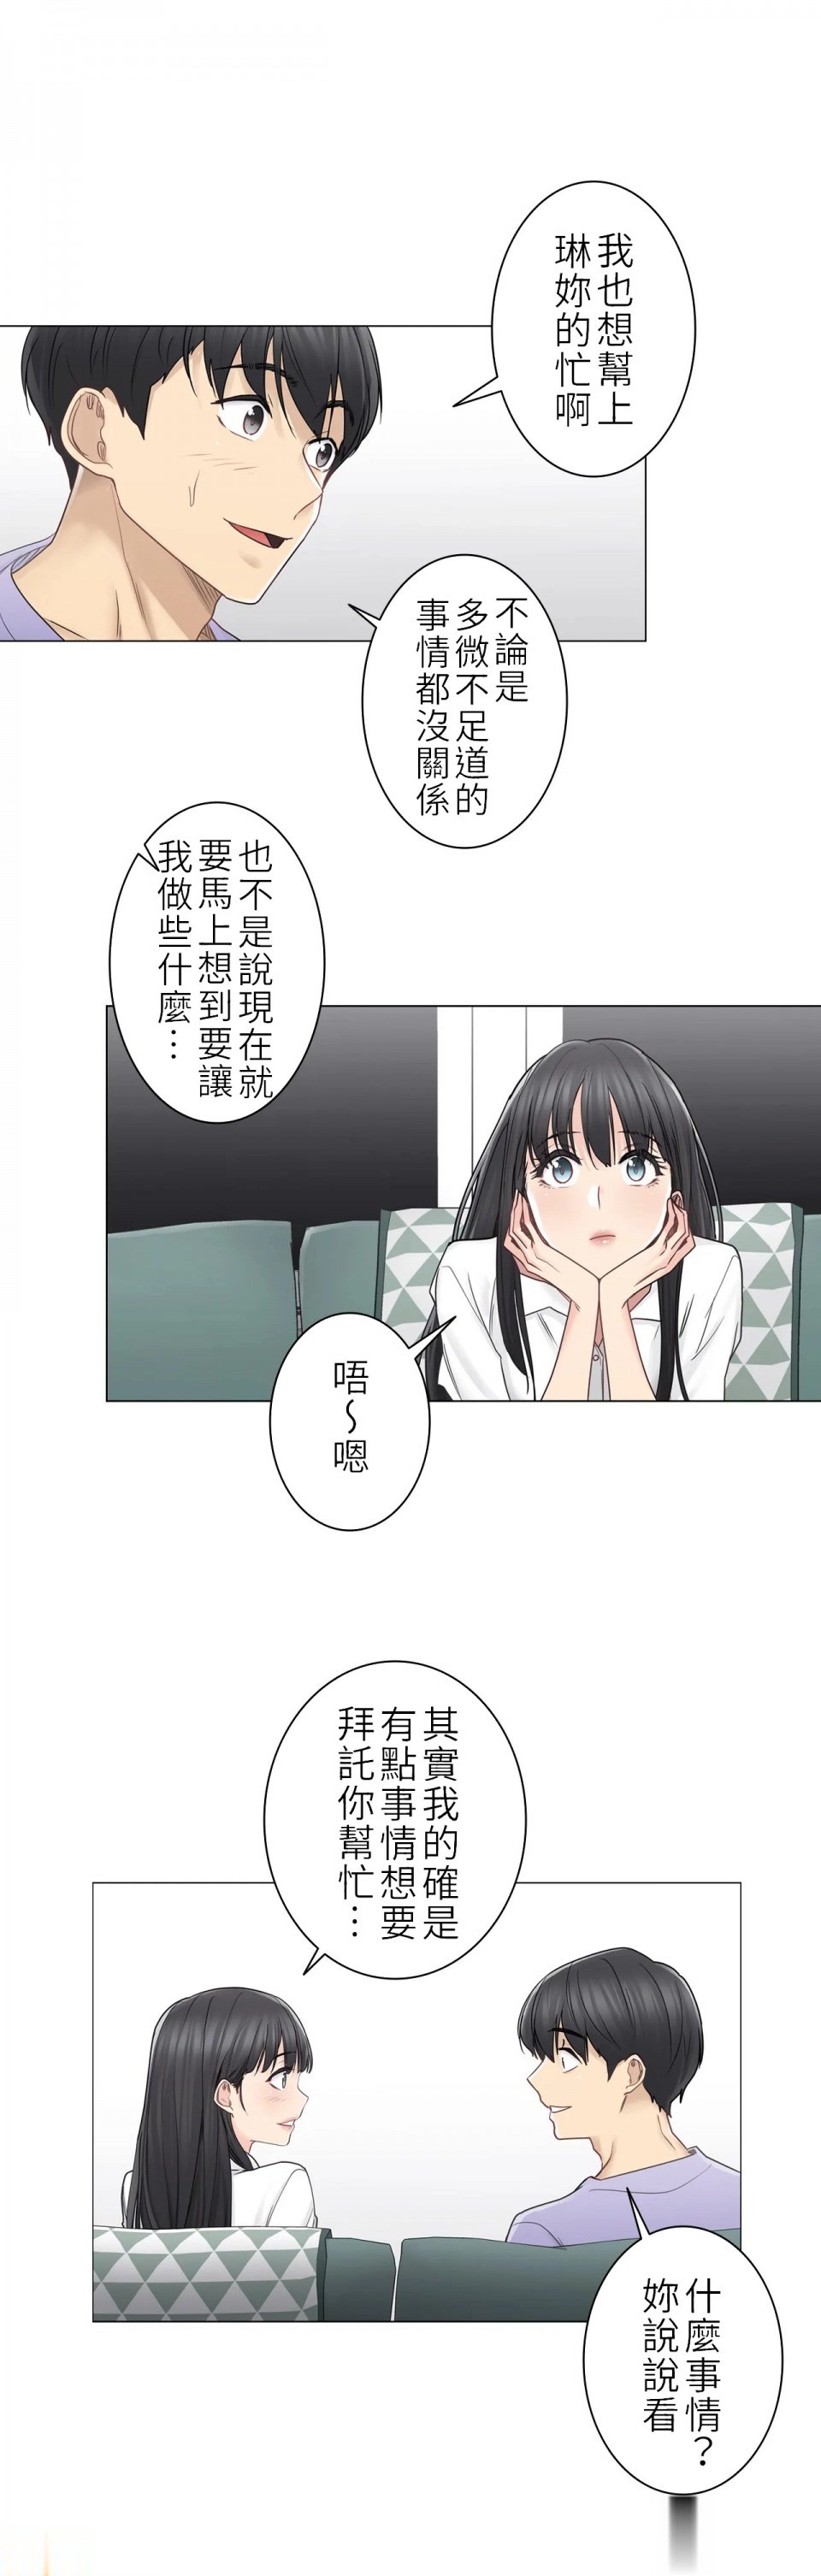 我也想幫上
琳妳的忙啊
不論是
多微不足道的
事情都沒關係
也不是說現在就
要馬上想到要讓
我做些什麼⋯
唔～嗯
其實我的確是
有點事情想要
拜託你幫忙⋯
什麼事情？
妳說說看